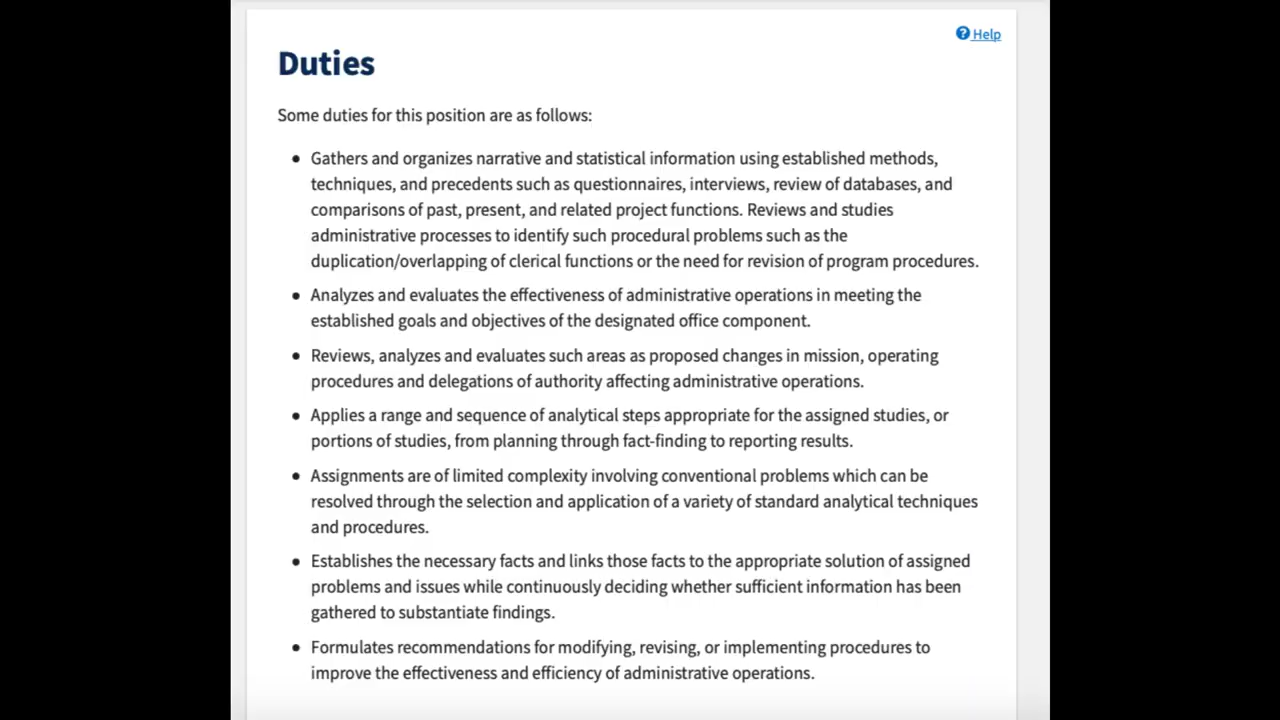 Help
Duties
Some duties for this position are as follows:
Gathers and organizes narrative and statistical information using established methods,
techniques, and precedents such as questionnaires, interviews, review of databases, and
comparisons of past, present, and related project functions. Reviews and studies
administrative processes to identify such procedural problems such as the
duplication/overlapping of clerical functions or the need for revision of program procedures.
Analyzes and evaluates the effectiveness of administrative operations in meeting the
established goals and objectives of the designated office component.
Reviews, analyzes and evaluates such areas as proposed changes in mission, operating
procedures and delegations of authority affecting administrative operations.
Applies a range and sequence of analytical steps appropriate for the assigned studies, or
portions of studies, from planning through fact-finding to reporting results.
Assignments are of limited complexity involving conventional problems which can be
resolved through the selection and application of a variety of standard analytical techniques
and procedures.
Establishes the necessary facts and links those facts to the appropriate solution of assigned
problems and issues while continuously deciding whether sufficient information has been
gathered to substantiate findings.
Formulates recommendations for modifying, revising, or implementing procedures to
improve the effectiveness and efficiency of administrative operations.